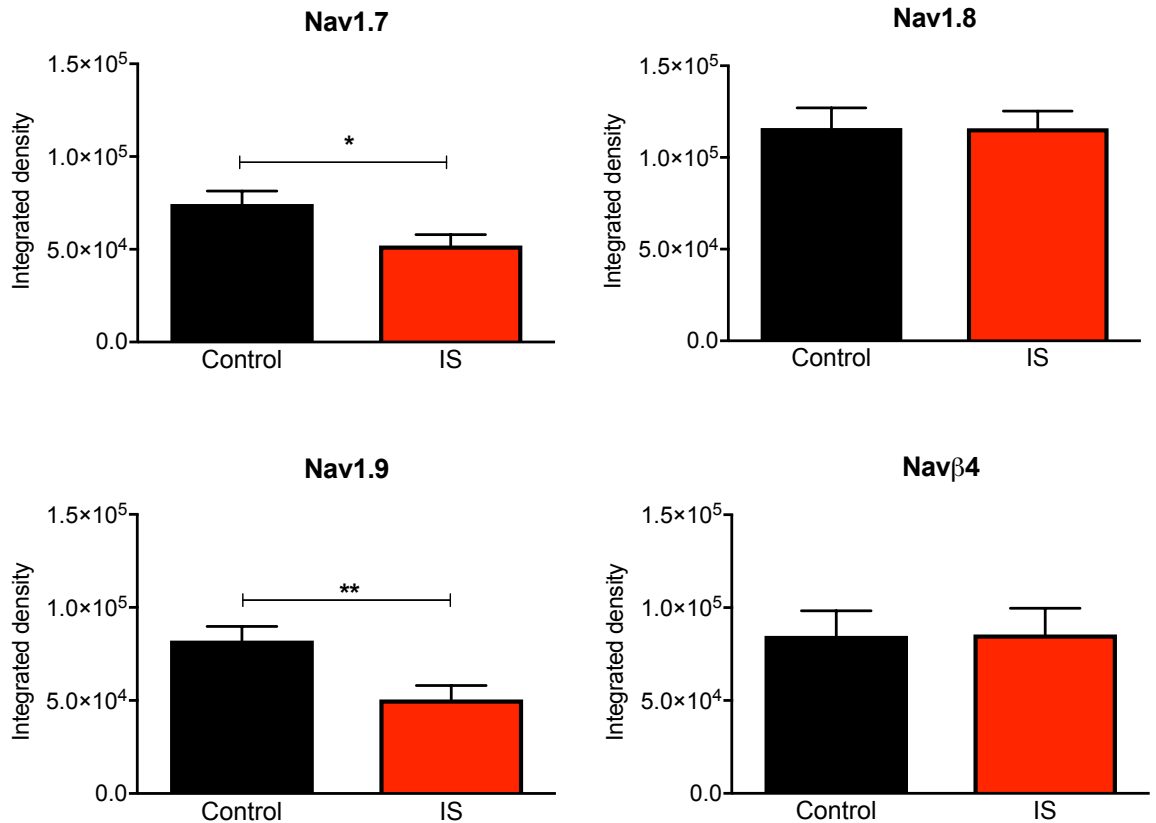 Nav1.7
1.5×10⁵
1.0×10⁵
5.0×10⁴
0.0
Integrated density
*
Control IS
Nav1.8
1.5×10⁵
1.0×10⁵
5.0×10⁴
0.0
Integrated density
Control IS
Nav1.9
1.5×10⁵
1.0×10⁵
5.0×10⁴
0.0
Integrated density
**
Control IS
Navβ4
1.5×10⁵
1.0×10⁵
5.0×10⁴
0.0
Integrated density
Control IS